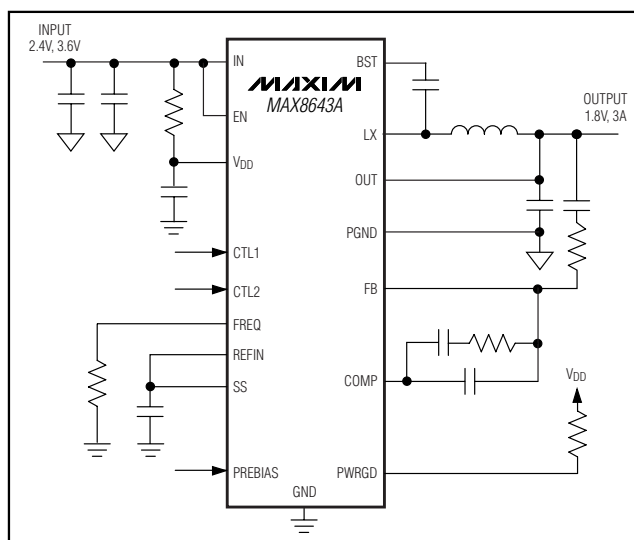 INPUT
2.4V, 3.6V
IN
EN
VDD
CTL1
CTL2
FREQ
REFIN
SS
PREBIAS
MAXIM
MAX8643A
GND
BST
LX
OUT
PGND
FB
COMP
PWRGD
OUTPUT
1.8V, 3A
VDD